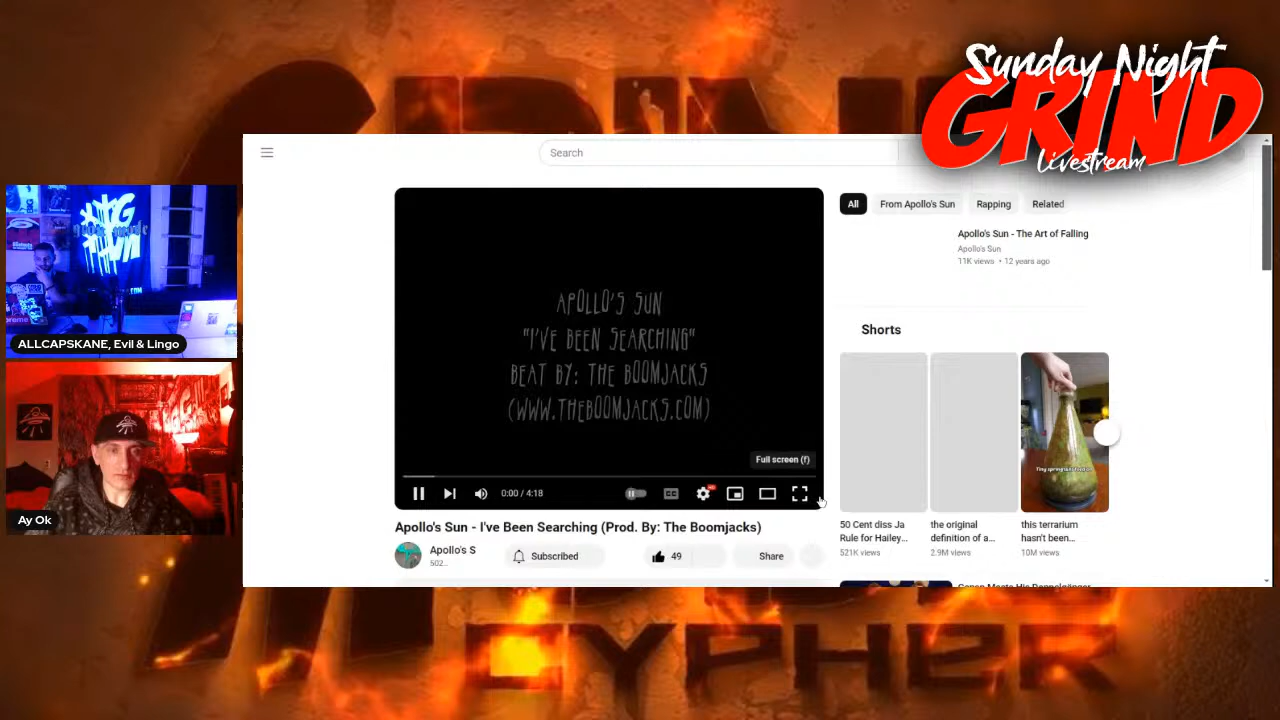 Sunday Night
GRIND
Livestream
Search
All
From Apollo's Sun
Rapping
Related
Apollo's Sun - The Art of Falling
Apollo's Sun
11K views • 12 years ago
APOLLO'S SUN
"I'VE BEEN SEARCHING"
BEAT BY: THE BOOMJACKS
(WWW.THEBOOMJACKS.COM)
Full screen (f)
0:00 / 4:18
CC
Apollo's Sun - I've Been Searching (Prod. By: The Boomjacks)
Apollo's S
502...
Subscribed
49
Share
Shorts
50 Cent diss Ja
Rule for Hailey...
521K views
the original
definition of a...
2.9M views
this terrarium
hasn't been...
10M views
ALLCAPSKANE, Evil & Lingo
Ay Ok
CYPHER